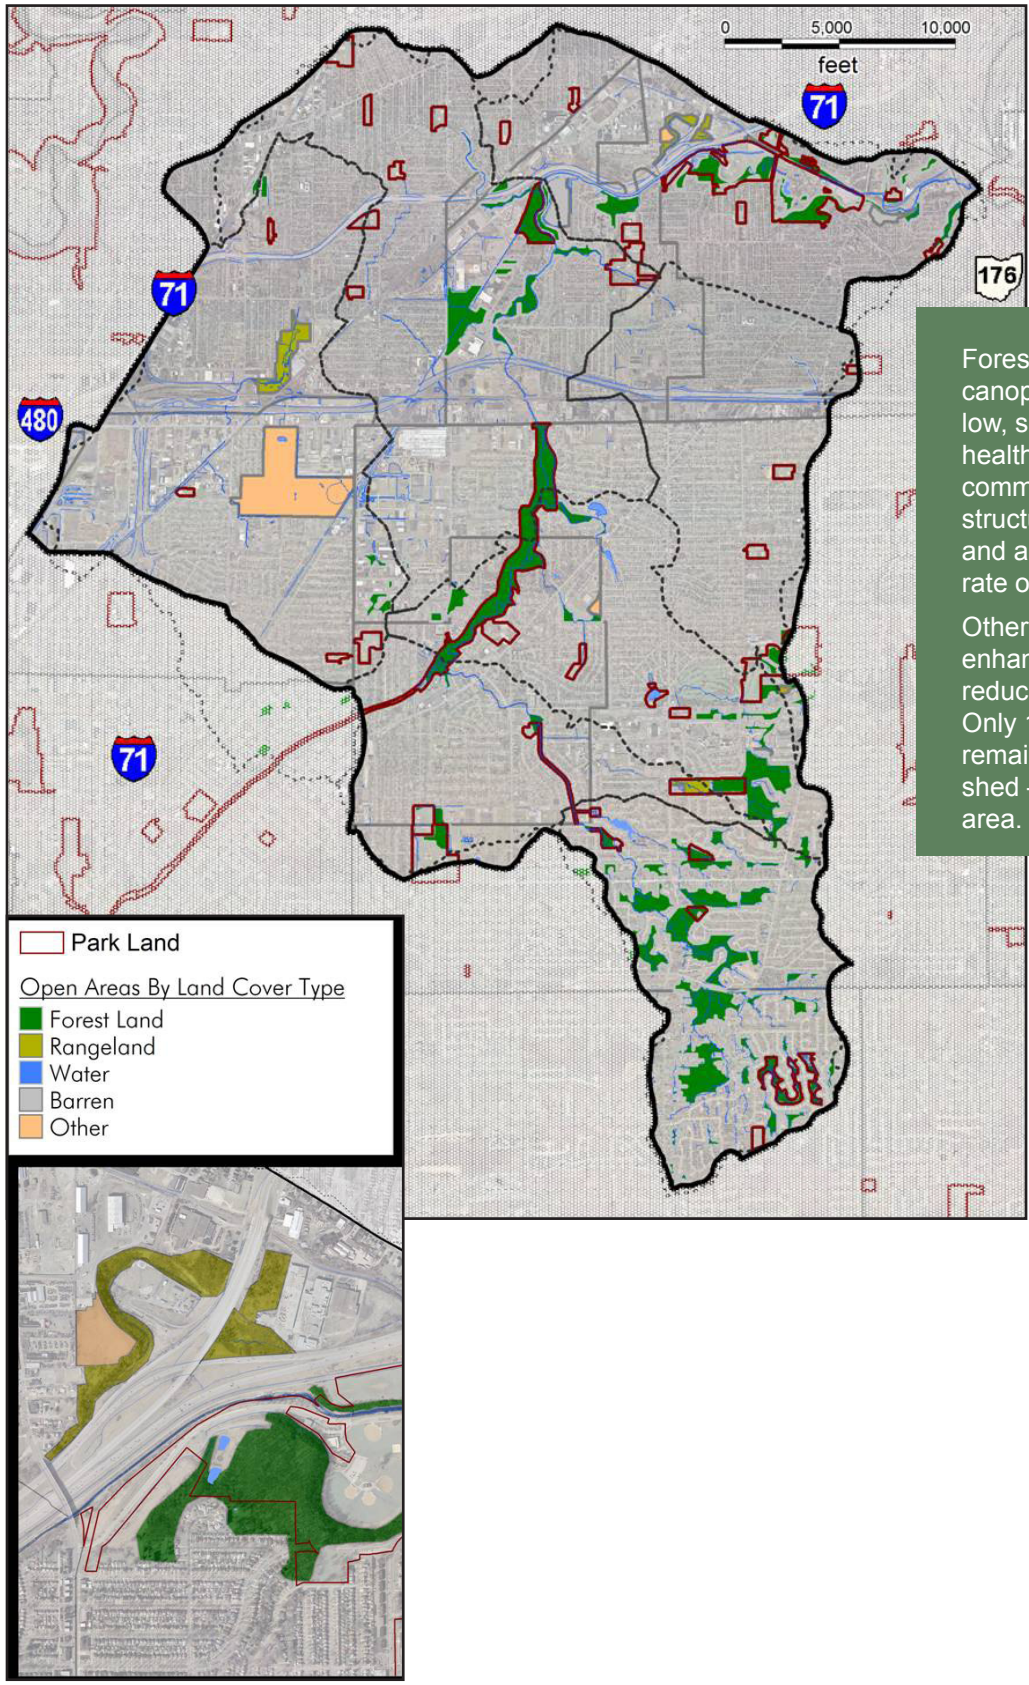 0 5,000 10,000
feet
71
176
71
480
71
Fores
canop
low, s
health
comm
struct
and a
rate o
Other
enhan
reduc
Only
remai
shed
area.
Park Land
Open Areas By Land Cover Type
Forest Land
Rangeland
Water
Barren
Other